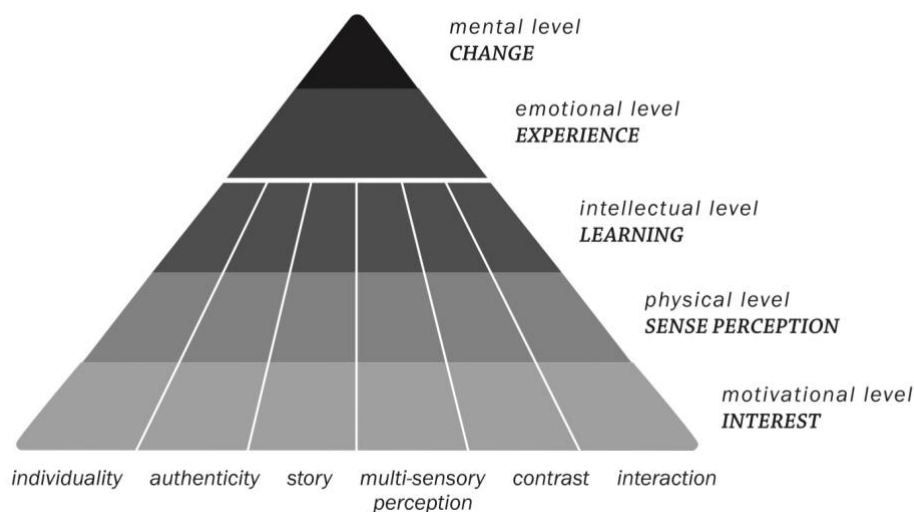 mental level
CHANGE
emotional level
EXPERIENCE
intellectual level
LEARNING
physical level
SENSE PERCEPTION
motivational level
INTEREST
individuality authenticity story multi-sensory contrast interaction
perception